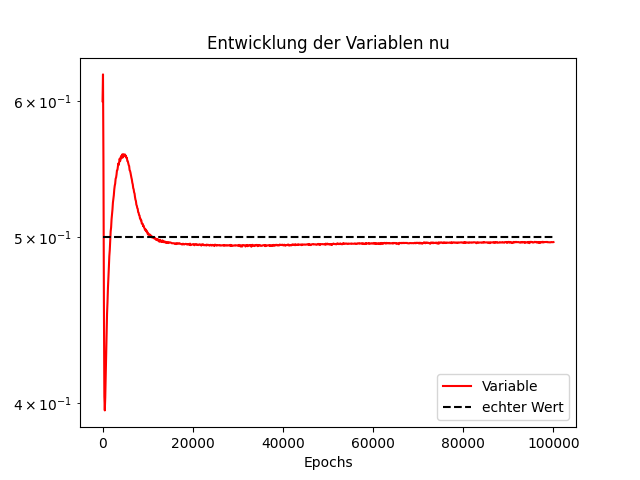 Entwicklung der Variablen nu
6 × 10⁻¹
5 × 10⁻¹
4 × 10⁻¹
Variable
echter Wert
0 20000 40000 60000 80000 100000
Epochs